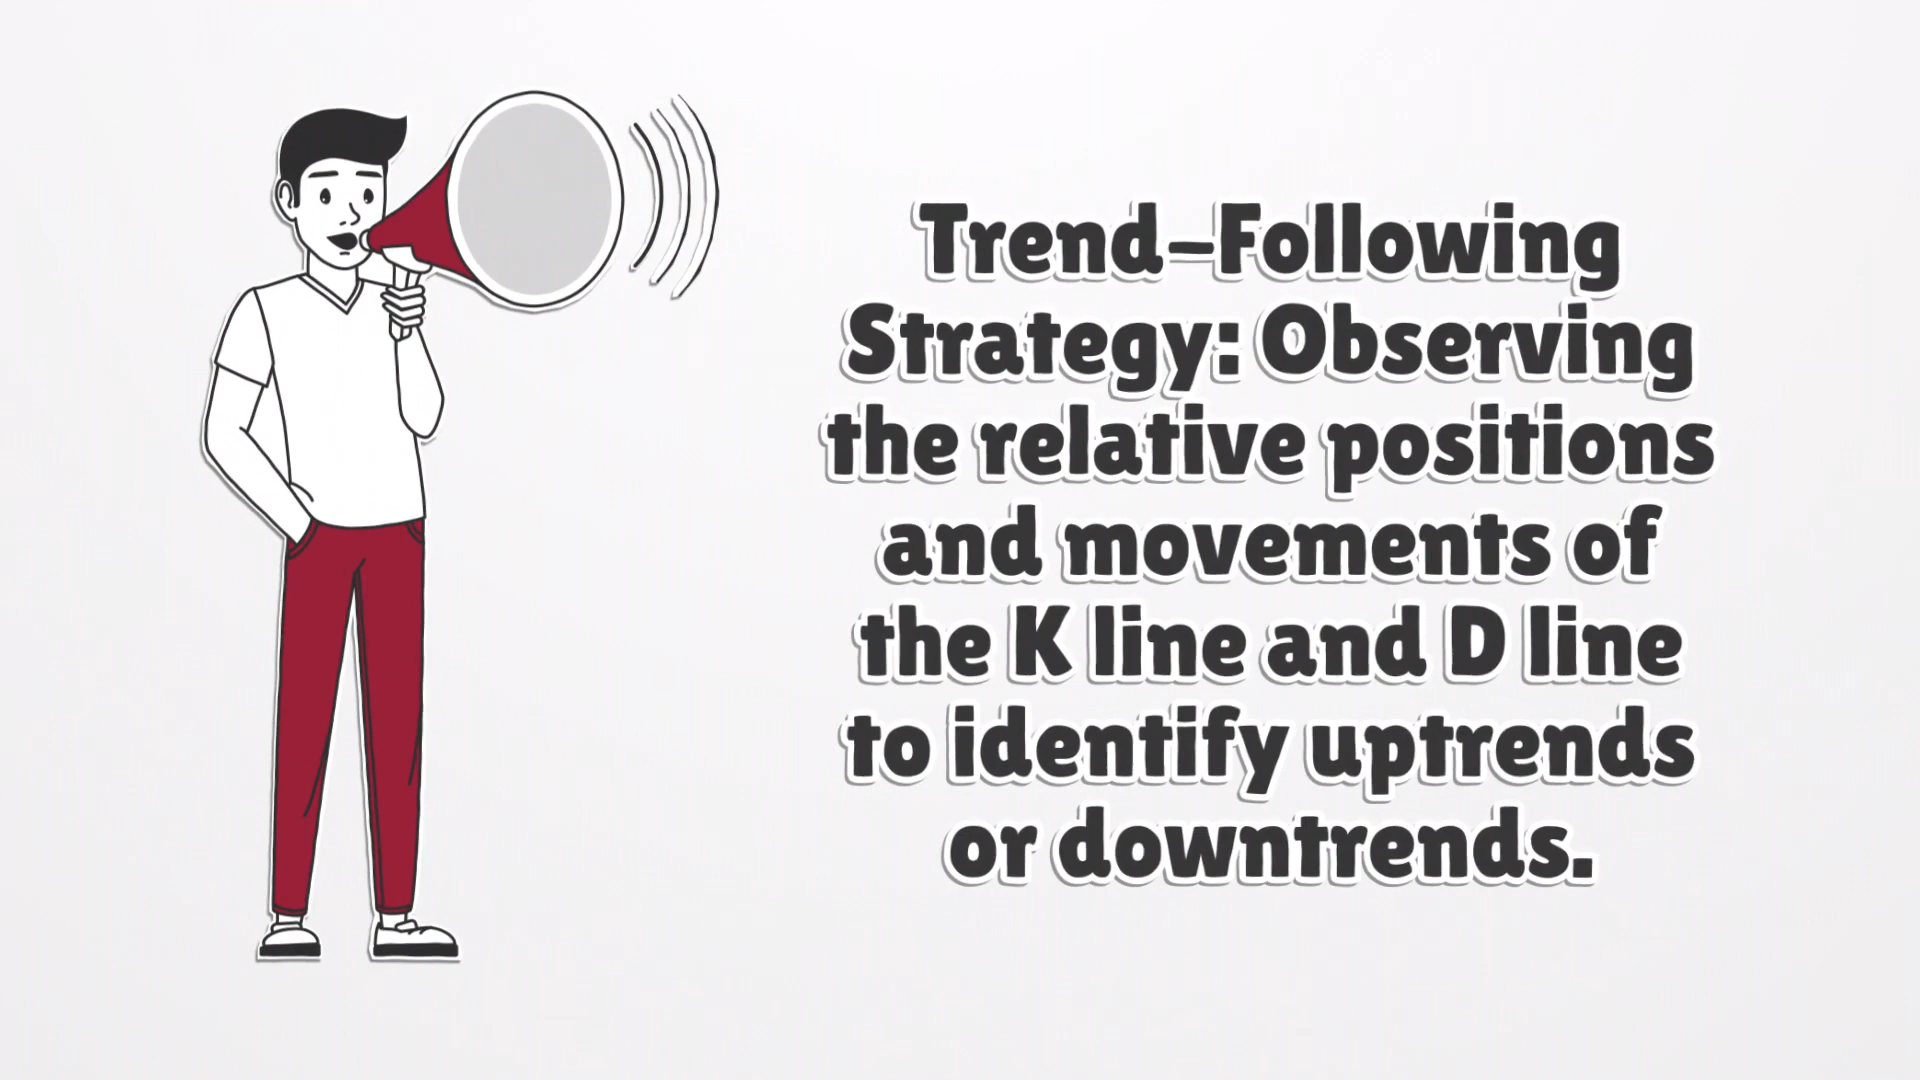 Trend-Following
Strategy: Observing
the relative positions
and movements of
the K line and D line
to identify uptrends
or downtrends.